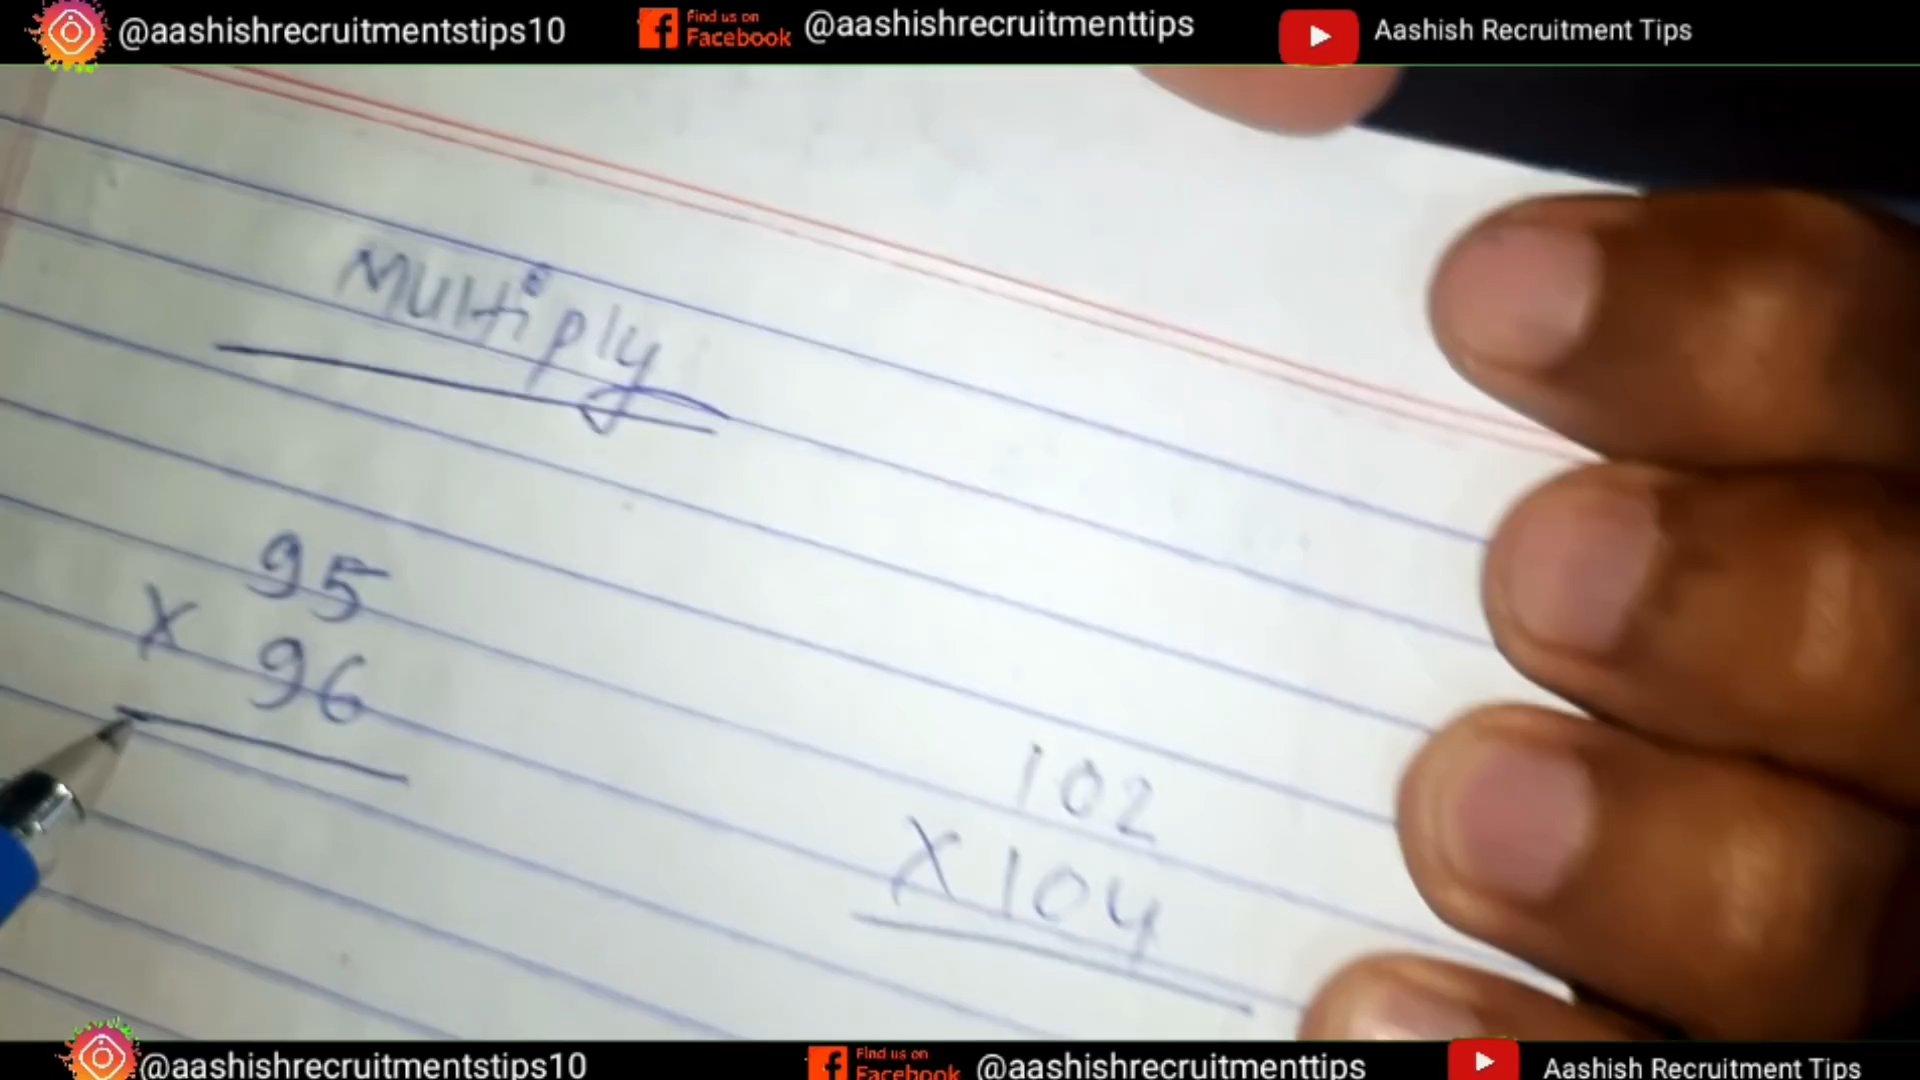 @aashishrecruitmentstips10 Find us on Facebook @aashishrecruitmenttips Aashish Recruitment Tips
Multiply
95
X 96
102
X 104
@aashishrecruitmentstips10 Find us on Facebook @aashishrecruitmenttips Aashish Recruitment Tips